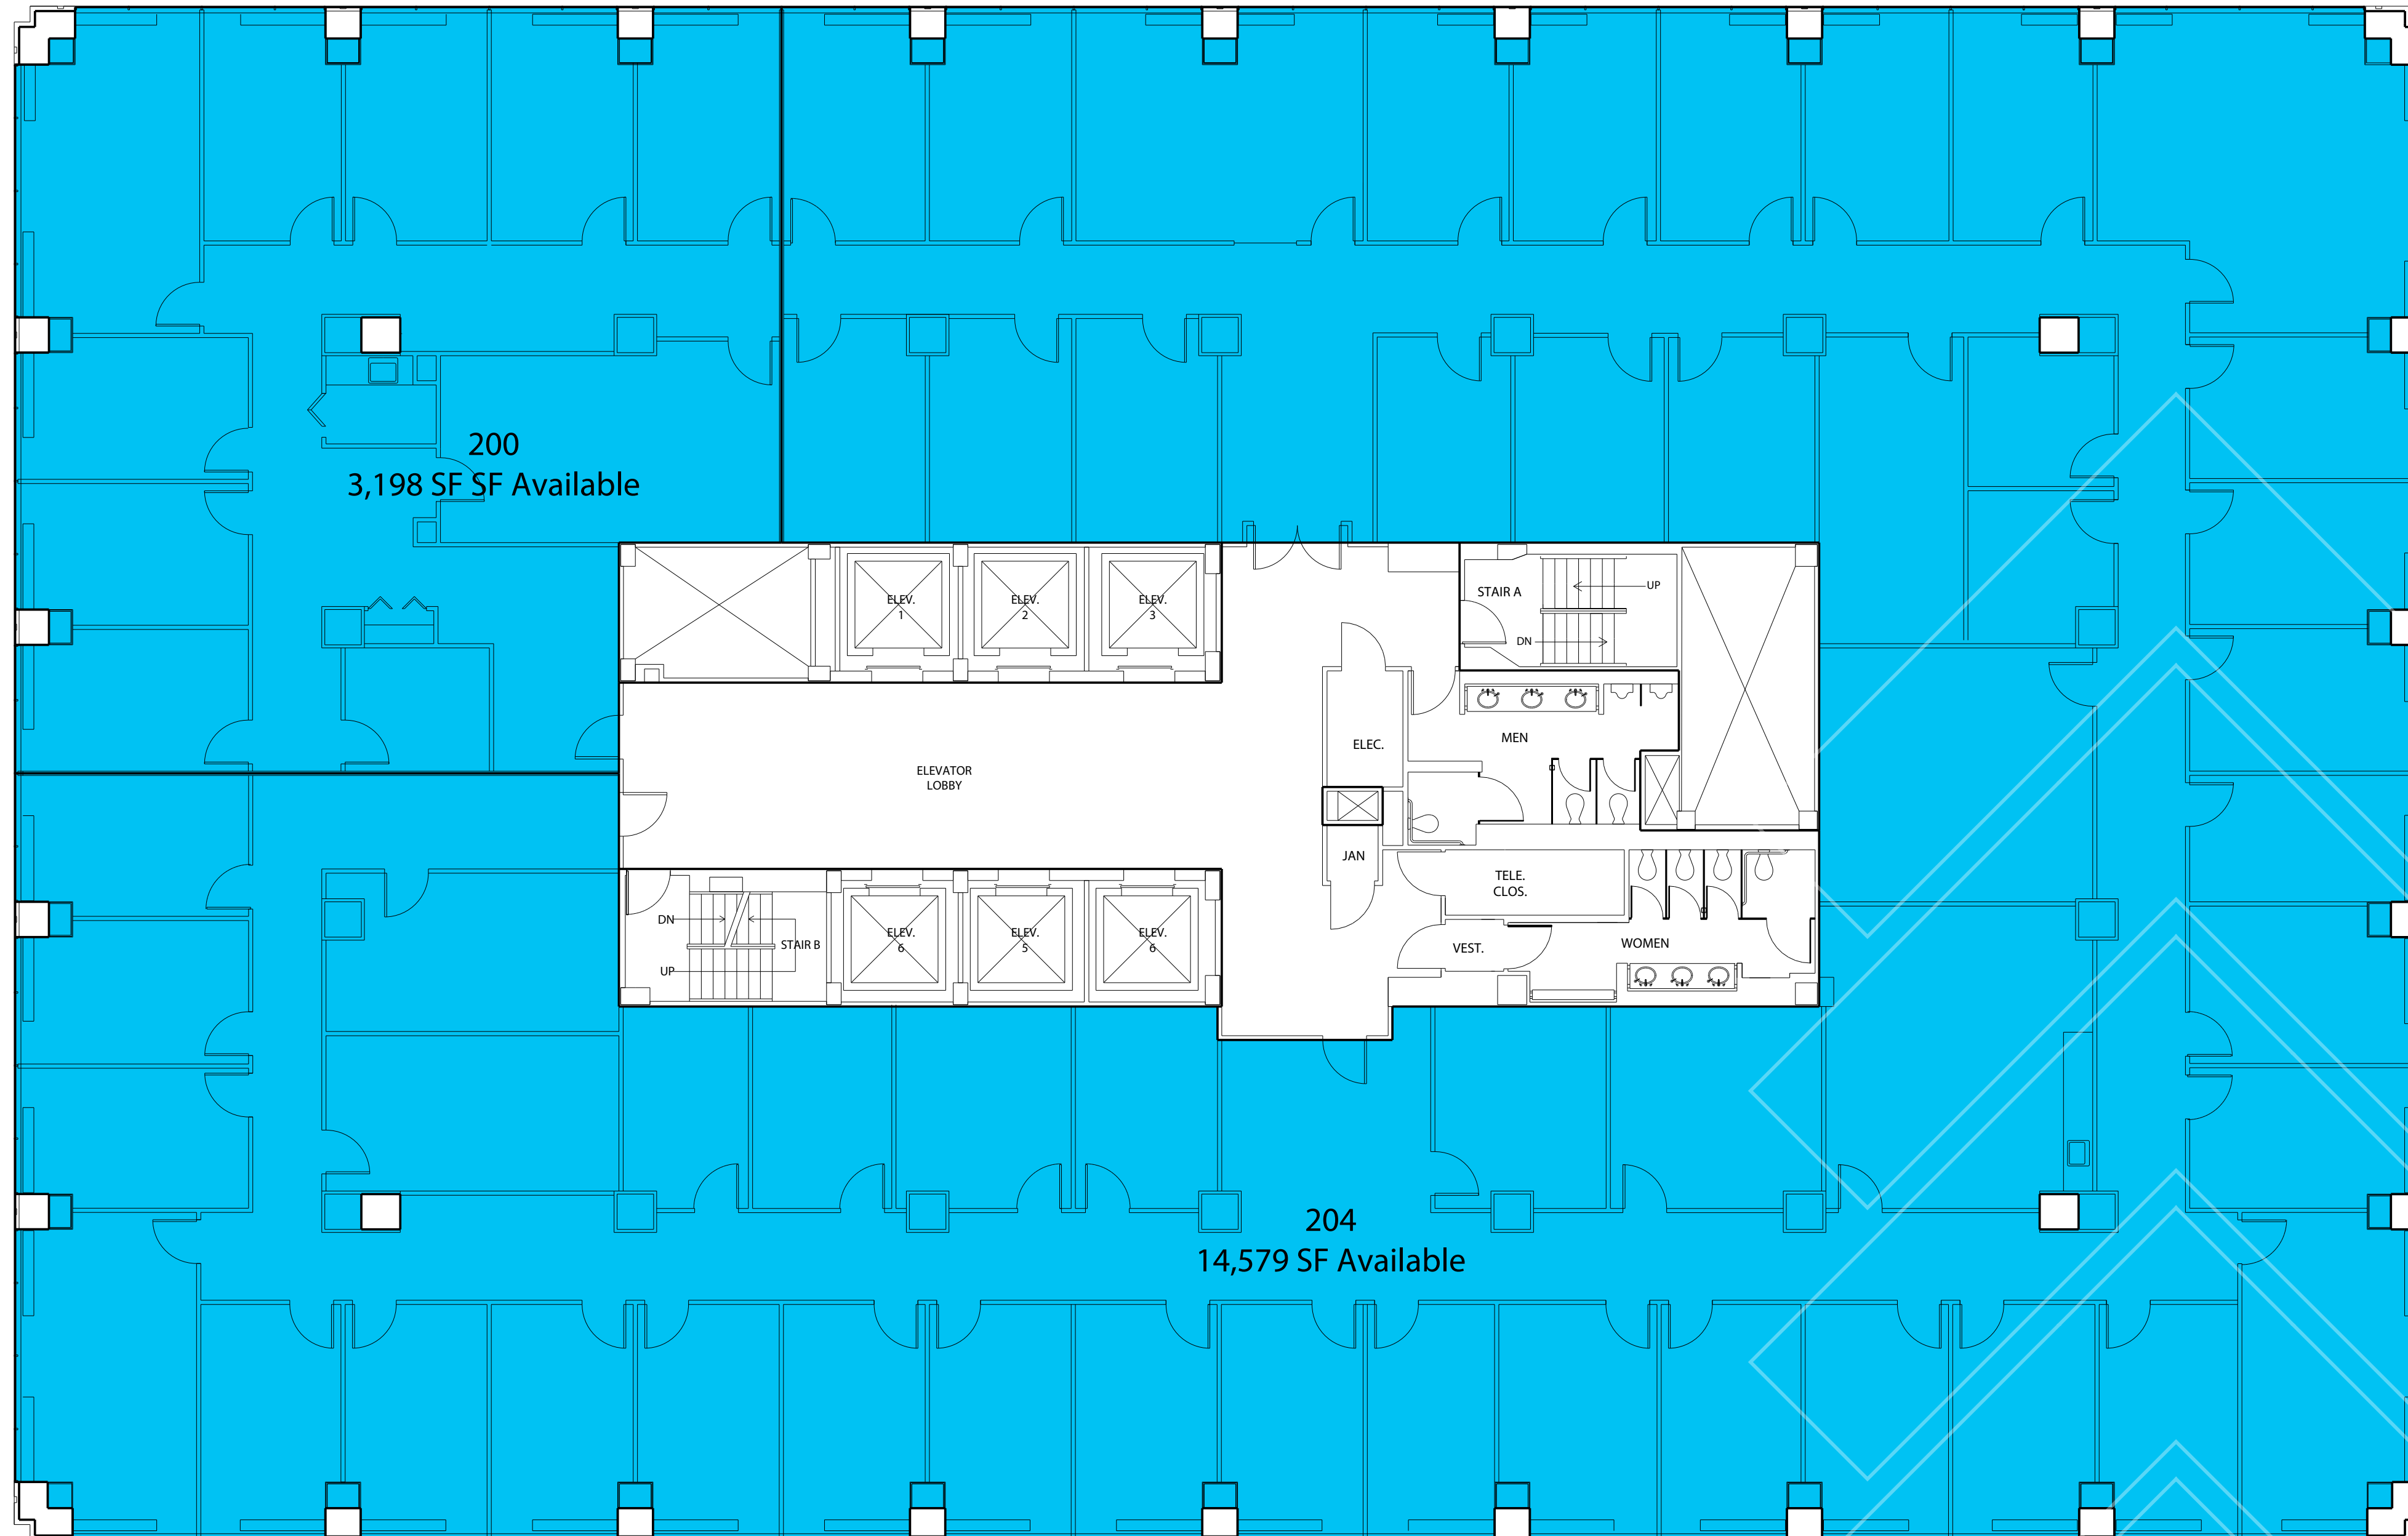 200
3,198 SF SF Available
ELEV.
1
ELEV.
2
ELEV.
3
STAIR A
UP
DN
ELEC.
MEN
ELEVATOR
LOBBY
JAN
TELE.
CLOS.
DN
STAIR B
UP
ELEV.
6
ELEV.
5
ELEV.
6
VEST.
WOMEN
204
14,579 SF Available